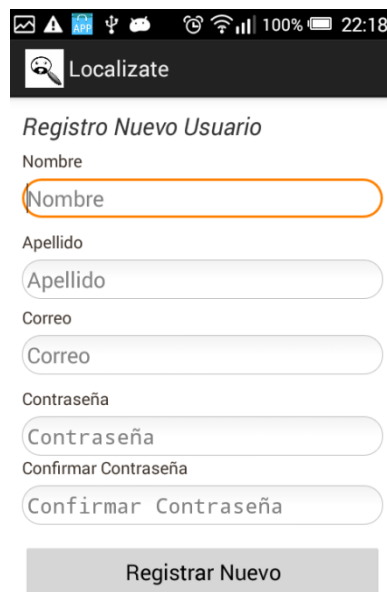 APP 100% 22:18
Localizate
Registro Nuevo Usuario
Nombre
Nombre
Apellido
Apellido
Correo
Correo
Contraseña
Contraseña
Confirmar Contraseña
Confirmar Contraseña
Registrar Nuevo